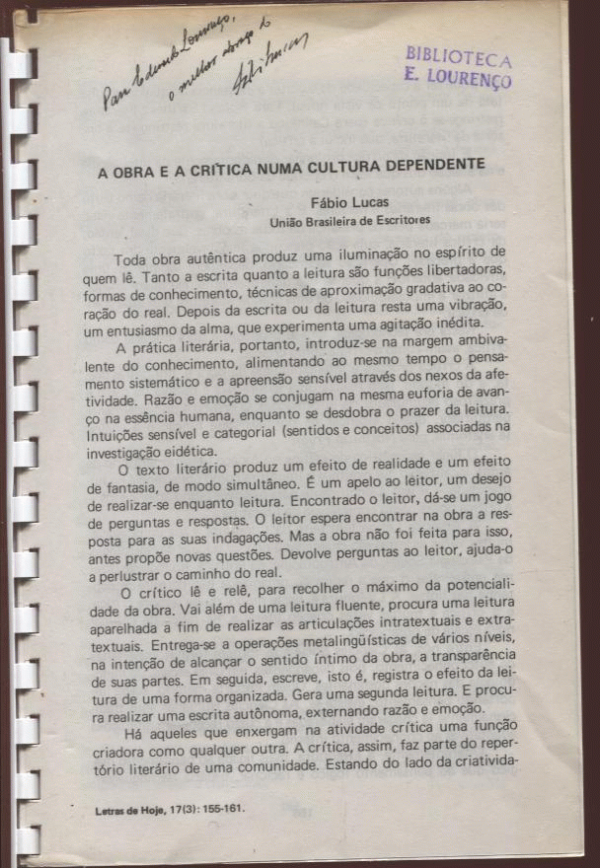 Para Eduardo Lourenço,
o melhor abraço do
BIBLIOTECA
E. LOURENÇO
A OBRA E A CRÍTICA NUMA CULTURA DEPENDENTE
Fábio Lucas
União Brasileira de Escritores
Toda obra autêntica produz uma iluminação no espírito de
quem lê. Tanto a escrita quanto a leitura são funções libertadoras,
formas de conhecimento, técnicas de aproximação gradativa ao co-
ração do real. Depois da escrita ou da leitura resta uma vibração,
um entusiasmo da alma, que experimenta uma agitação inédita.
A prática literária, portanto, introduz-se na margem ambiva-
lente do conhecimento, alimentando ao mesmo tempo o pensa-
mento sistemático e a apreensão sensível através dos nexos da afe-
tividade. Razão e emoção se conjugam na mesma euforia de avan-
ço na essência humana, enquanto se desdobra o prazer da leitura.
Intuições sensível e categorial (sentidos e conceitos) associadas na
investigação eidética.
O texto literário produz um efeito de realidade e um efeito
de fantasia, de modo simultâneo. É um apelo ao leitor, um desejo
de realizar-se enquanto leitura. Encontrado o leitor, dá-se um jogo
de perguntas e respostas. O leitor espera encontrar na obra a res-
posta para as suas indagações. Mas a obra não foi feita para isso,
antes propõe novas questões. Devolve perguntas ao leitor, ajuda-o
a perlustrar o caminho do real.
O crítico lê e relê, para recolher o máximo da potenciali-
dade da obra. Vai além de uma leitura fluente, procura uma leitura
aparelhada a fim de realizar as articulações intratextuais e extra-
textuais. Entrega-se a operações metalingüísticas de vários níveis,
na intenção de alcançar o sentido íntimo da obra, a transparência
de suas partes. Em seguida, escreve, isto é, registra o efeito da lei-
tura de uma forma organizada. Gera uma segunda leitura. E procu-
ra realizar uma escrita autônoma, externando razão e emoção.
Há aqueles que enxergam na atividade crítica uma função
criadora como qualquer outra. A crítica, assim, faz parte do reper-
tório literário de uma comunidade. Estando do lado da criativida-
Letras de Hoje, 17(3): 155-161.